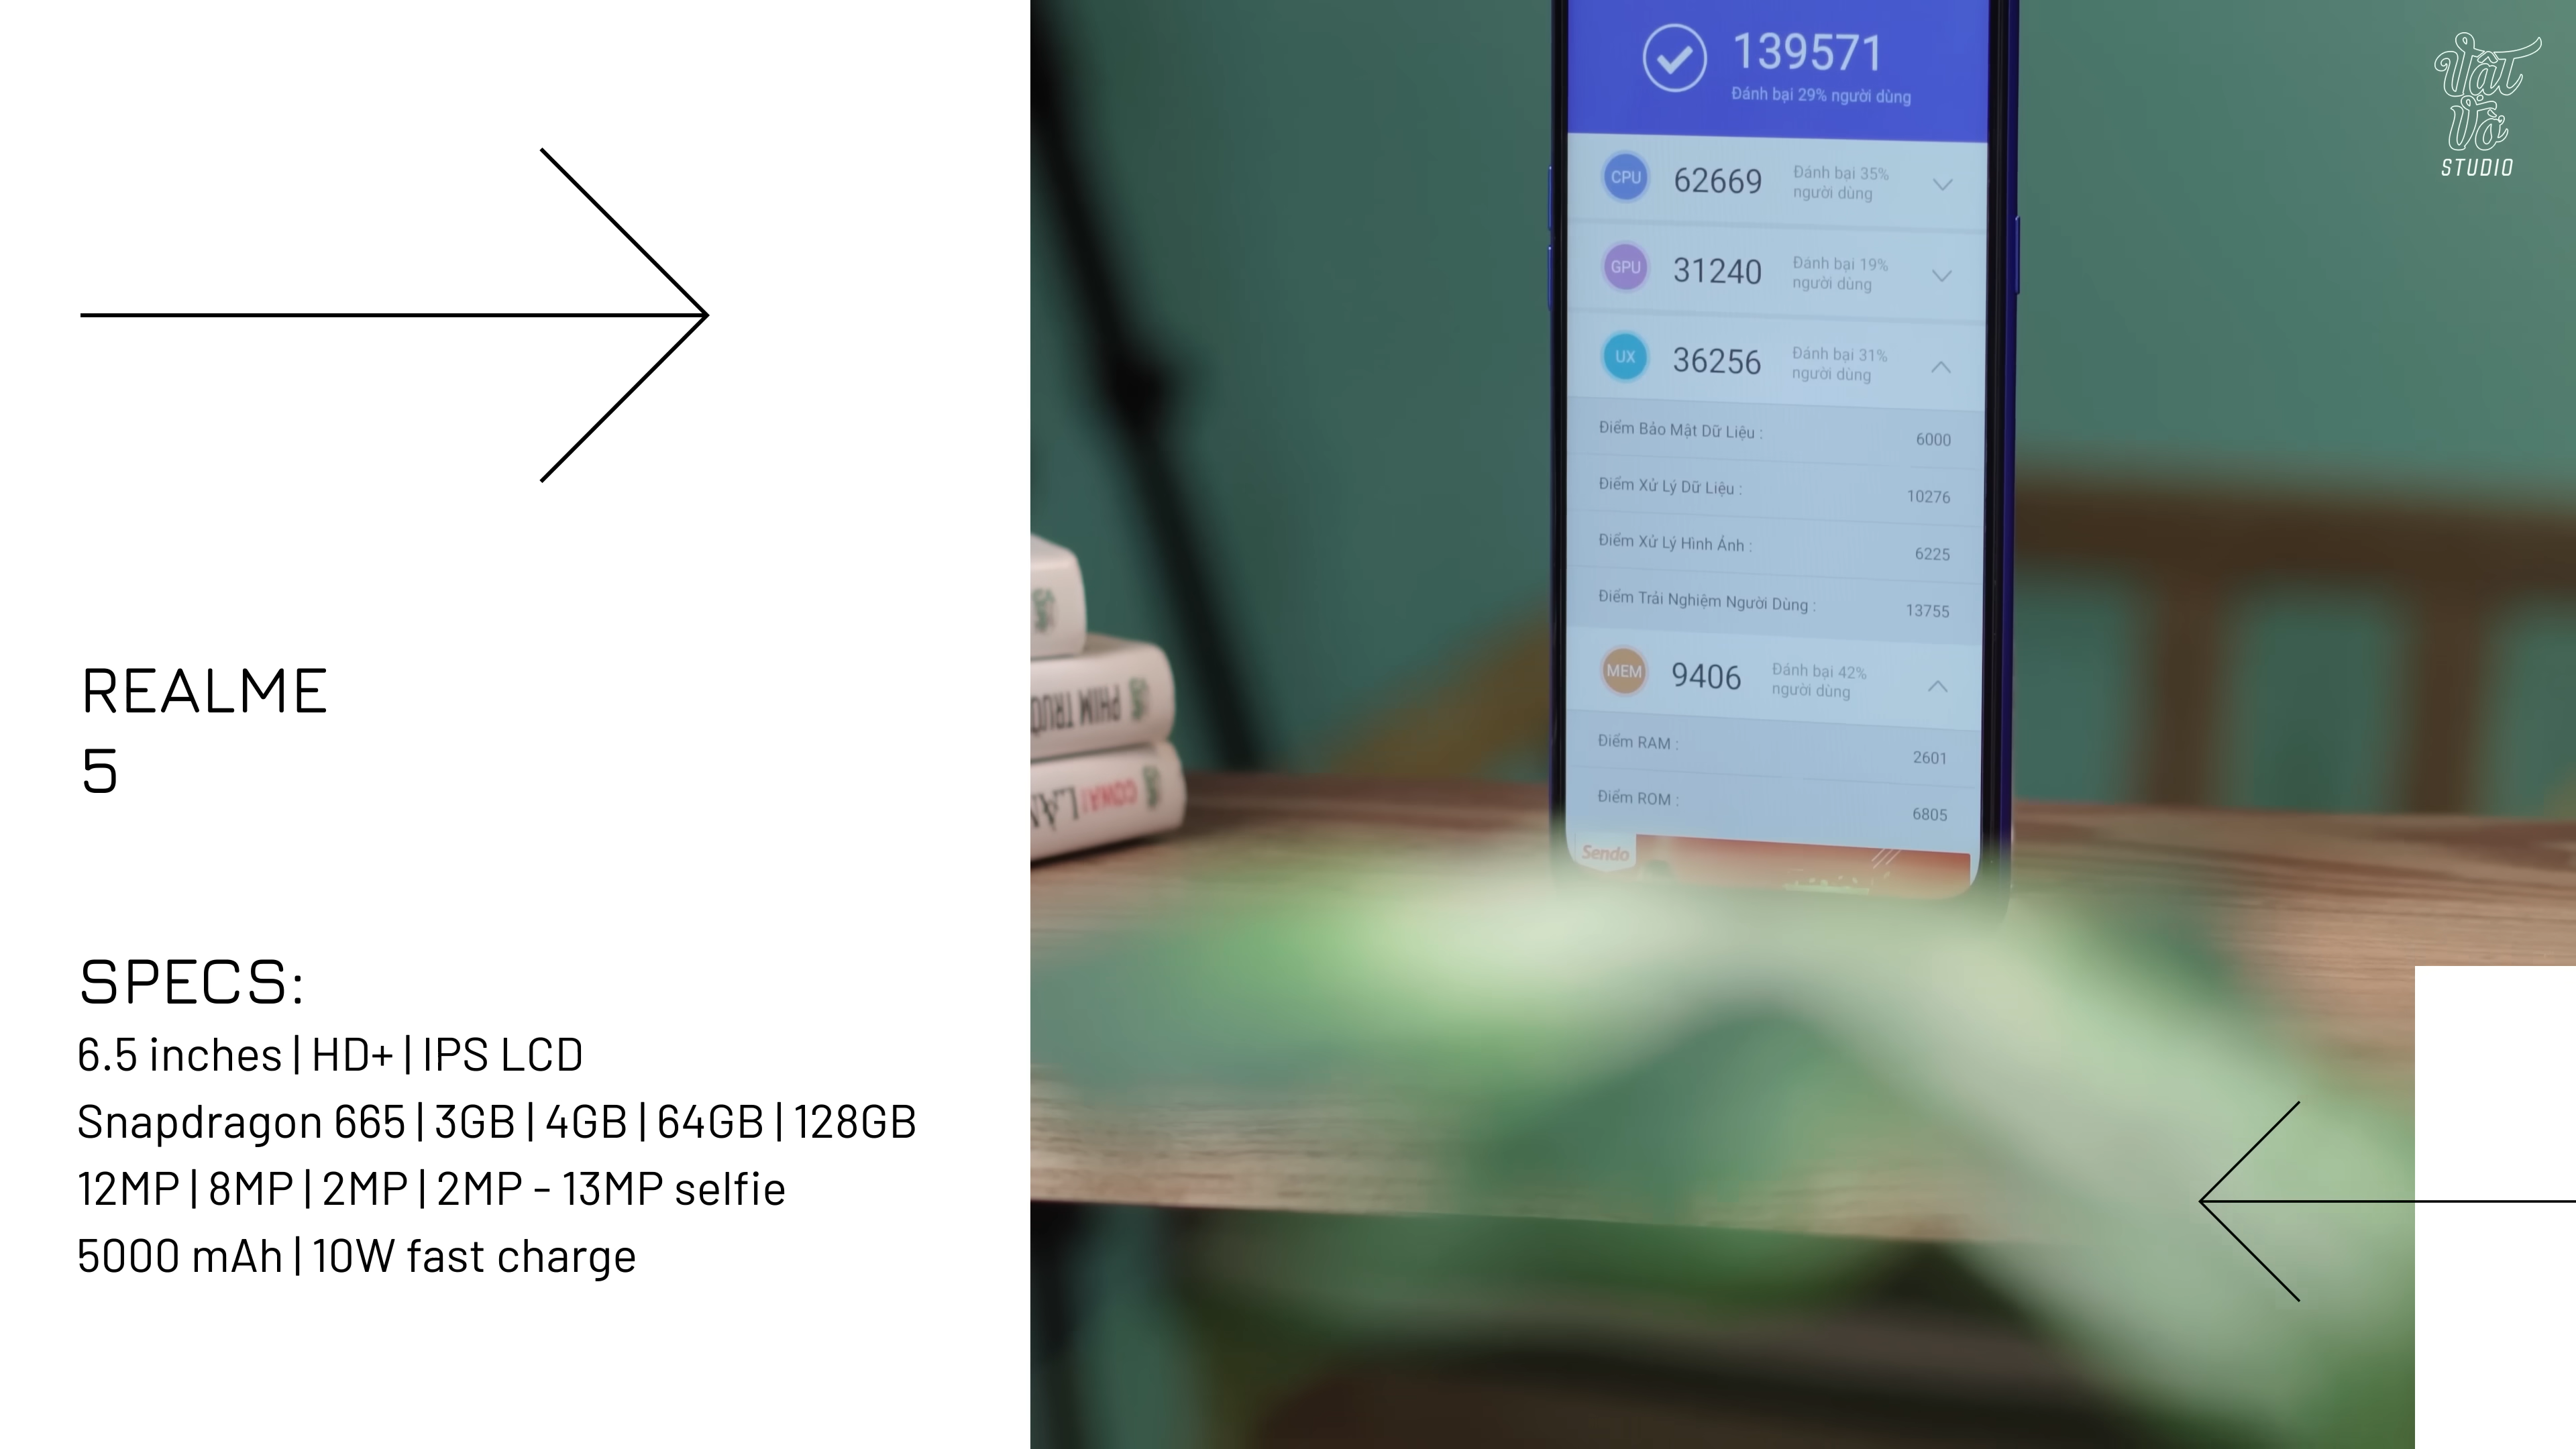 REALME
5
SPECS:
6.5 inches | HD+ | IPS LCD
Snapdragon 665 | 3GB | 4GB | 64GB | 128GB
12MP | 8MP | 2MP | 2MP - 13MP selfie
5000 mAh | 10W fast charge
139571
Đánh bại 29% người dùng
CPU 62669 Đánh bại 35%
người dùng
GPU 31240 Đánh bại 19%
người dùng
UX 36256 Đánh bại 31%
người dùng
Điểm Bảo Mật Dữ Liệu : 6000
Điểm Xử Lý Dữ Liệu : 10276
Điểm Xử Lý Hình Ảnh : 6225
Điểm Trải Nghiệm Người Dùng : 13755
MEM 9406 Đánh bại 42%
người dùng
Điểm RAM : 2601
Điểm ROM : 6805
Sendo
PHIM
Vật
Vờ
STUDIO